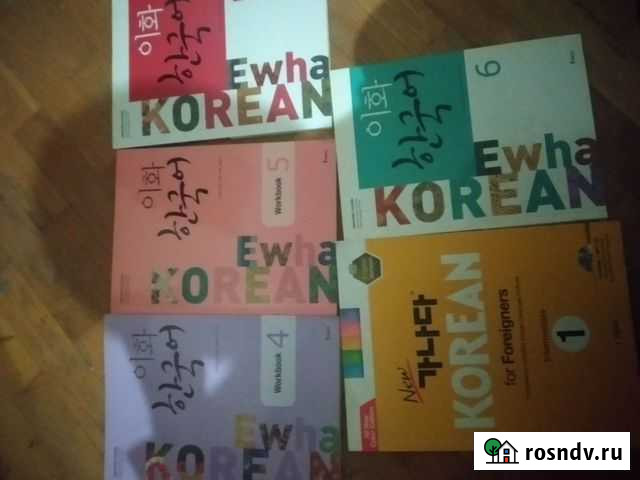 이화
한국어
Ewha
KOREAN
이화
한국어
6
Ewha
KOREAN
이화
한국어
Workbook 5
Ewha
KOREAN
New
가나다
KOREAN
for Foreigners
Intermediate
1
이화
한국어
Workbook 4
Ewha
KOREAN
rosndv.ru